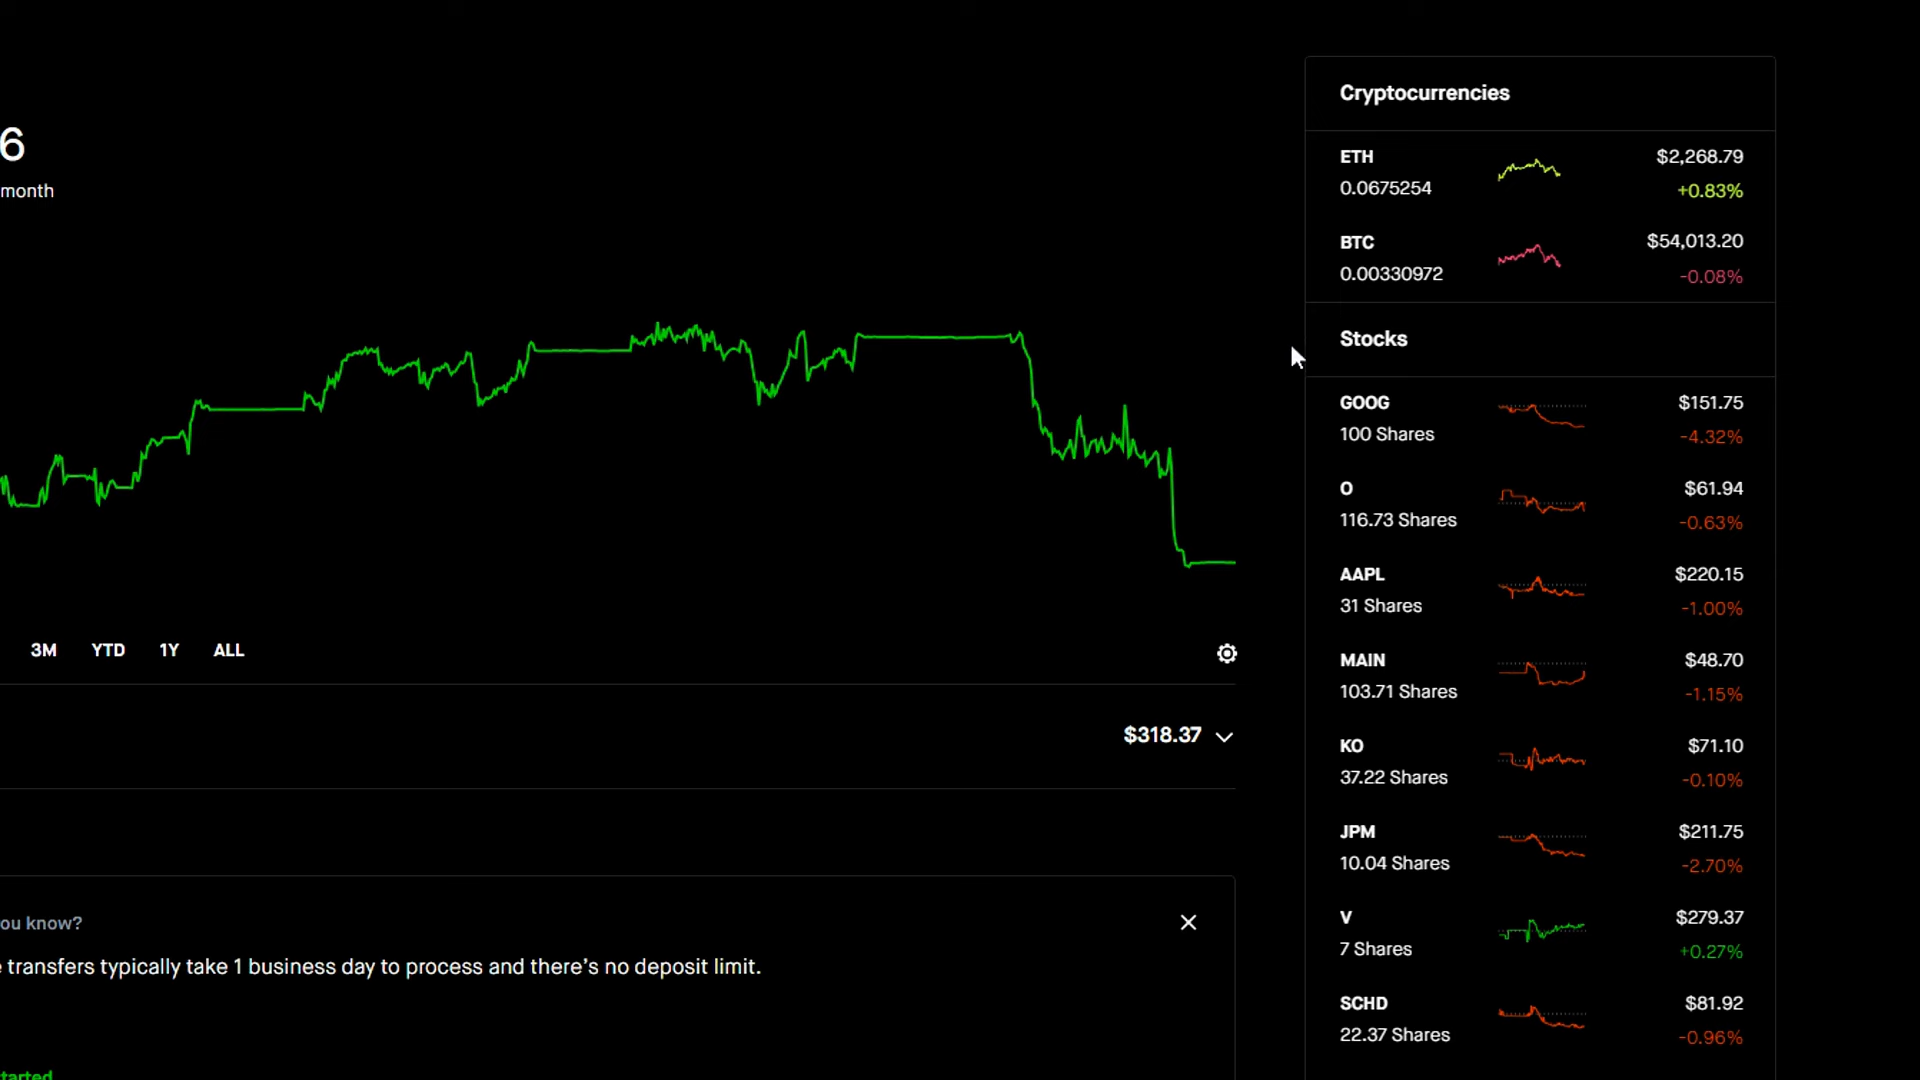 6
month
3M YTD 1Y ALL
$318.37
ou know?
transfers typically take 1 business day to process and there's no deposit limit.
tarted
Cryptocurrencies
ETH $2,268.79
0.0675254 +0.83%
BTC $54,013.20
0.00330972 -0.08%
Stocks
GOOG $151.75
100 Shares -4.32%
O $61.94
116.73 Shares -0.63%
AAPL $220.15
31 Shares -1.00%
MAIN $48.70
103.71 Shares -1.15%
KO $71.10
37.22 Shares -0.10%
JPM $211.75
10.04 Shares -2.70%
V $279.37
7 Shares +0.27%
SCHD $81.92
22.37 Shares -0.96%